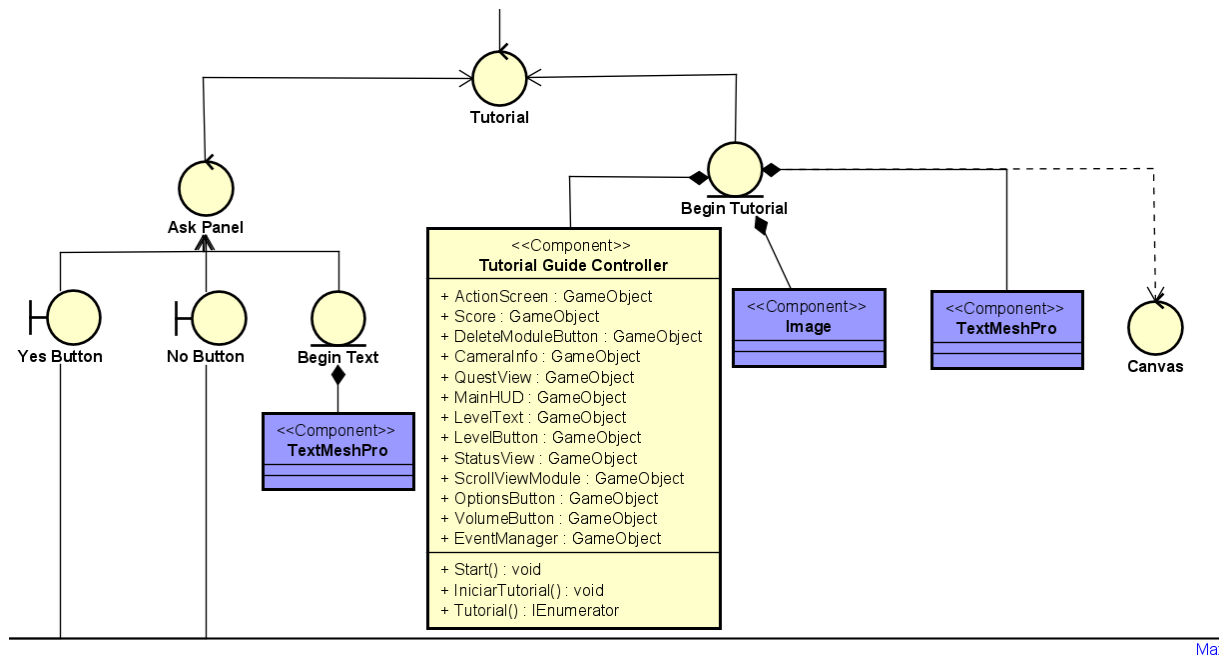 Tutorial
Ask Panel
Begin Tutorial
Yes Button
No Button
Begin Text
<<Component>>
TextMeshPro
<<Component>>
Tutorial Guide Controller
+ ActionScreen : GameObject
+ Score : GameObject
+ DeleteModuleButton : GameObject
+ CameraInfo : GameObject
+ QuestView : GameObject
+ MainHUD : GameObject
+ LevelText : GameObject
+ LevelButton : GameObject
+ StatusView : GameObject
+ ScrollViewModule : GameObject
+ OptionsButton : GameObject
+ VolumeButton : GameObject
+ EventManager : GameObject
+ Start() : void
+ IniciarTutorial() : void
+ Tutorial() : IEnumerator
<<Component>>
Image
<<Component>>
TextMeshPro
Canvas